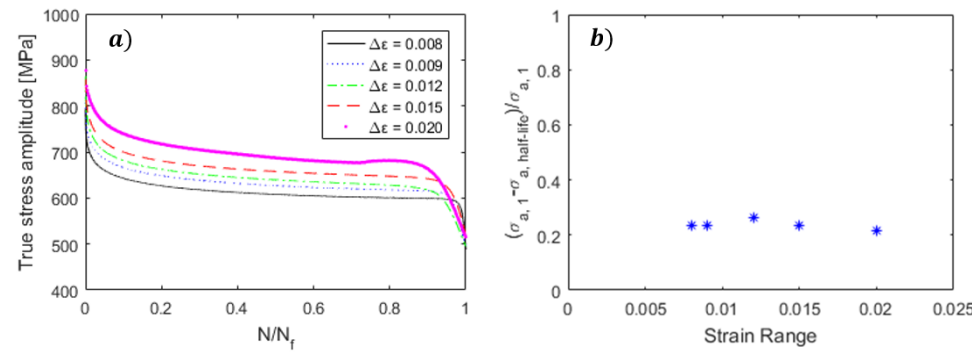 a)
1000
900
800
700
600
500
400
True stress amplitude [MPa]
0
0.2
0.4
0.6
0.8
1
N/Nf
Δε = 0.008
Δε = 0.009
Δε = 0.012
Δε = 0.015
Δε = 0.020
b)
1
0.8
0.6
0.4
0.2
0
(σa, 1-σa, half-life)/σa, 1
0
0.005
0.01
0.015
0.02
0.025
Strain Range